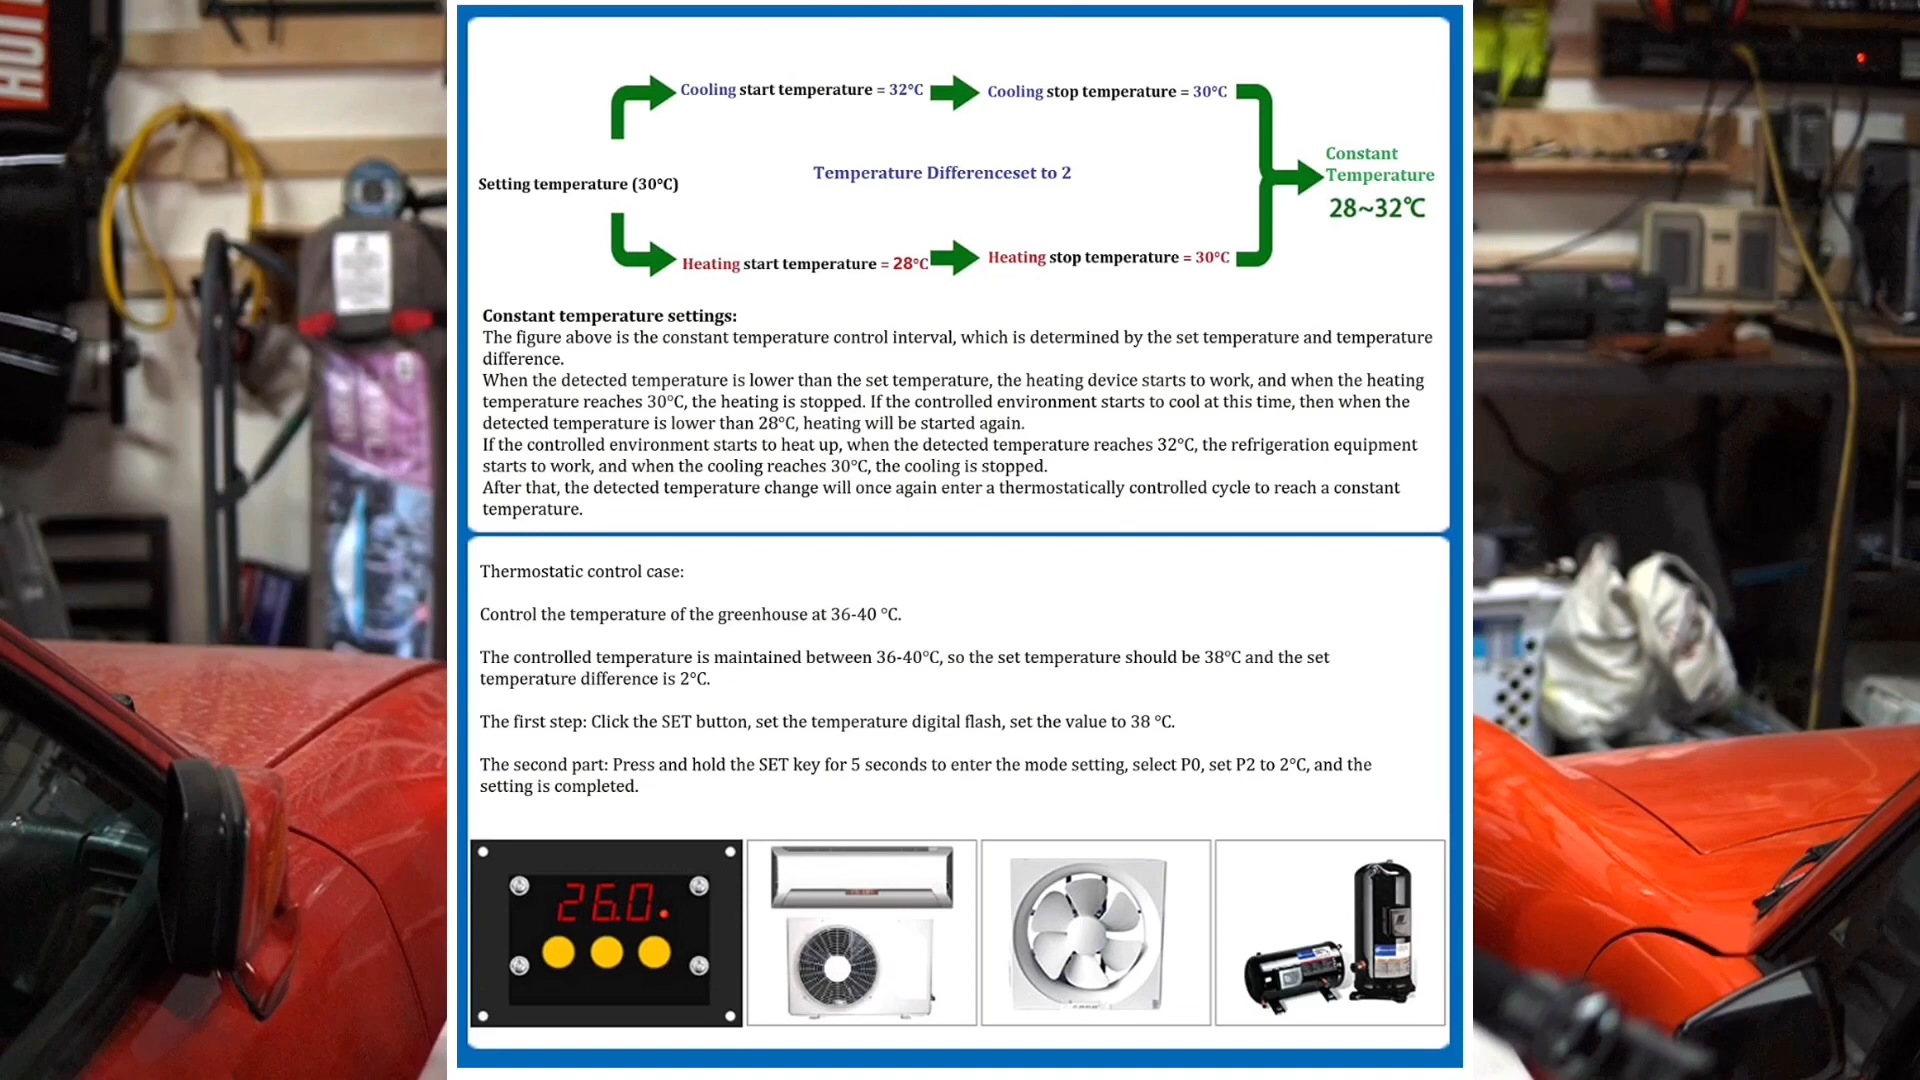 Cooling start temperature = 32°C
Cooling stop temperature = 30°C
Constant
Temperature
28~32℃
Temperature Differenceset to 2
Setting temperature (30°C)
Heating start temperature = 28°C
Heating stop temperature = 30°C
Constant temperature settings:
The figure above is the constant temperature control interval, which is determined by the set temperature and temperature
difference.
When the detected temperature is lower than the set temperature, the heating device starts to work, and when the heating
temperature reaches 30°C, the heating is stopped. If the controlled environment starts to cool at this time, then when the
detected temperature is lower than 28°C, heating will be started again.
If the controlled environment starts to heat up, when the detected temperature reaches 32°C, the refrigeration equipment
starts to work, and when the cooling reaches 30°C, the cooling is stopped.
After that, the detected temperature change will once again enter a thermostatically controlled cycle to reach a constant
temperature.
Thermostatic control case:
Control the temperature of the greenhouse at 36-40 °C.
The controlled temperature is maintained between 36-40°C, so the set temperature should be 38°C and the set
temperature difference is 2°C.
The first step: Click the SET button, set the temperature digital flash, set the value to 38 °C.
The second part: Press and hold the SET key for 5 seconds to enter the mode setting, select P0, set P2 to 2°C, and the
setting is completed.
26.0.